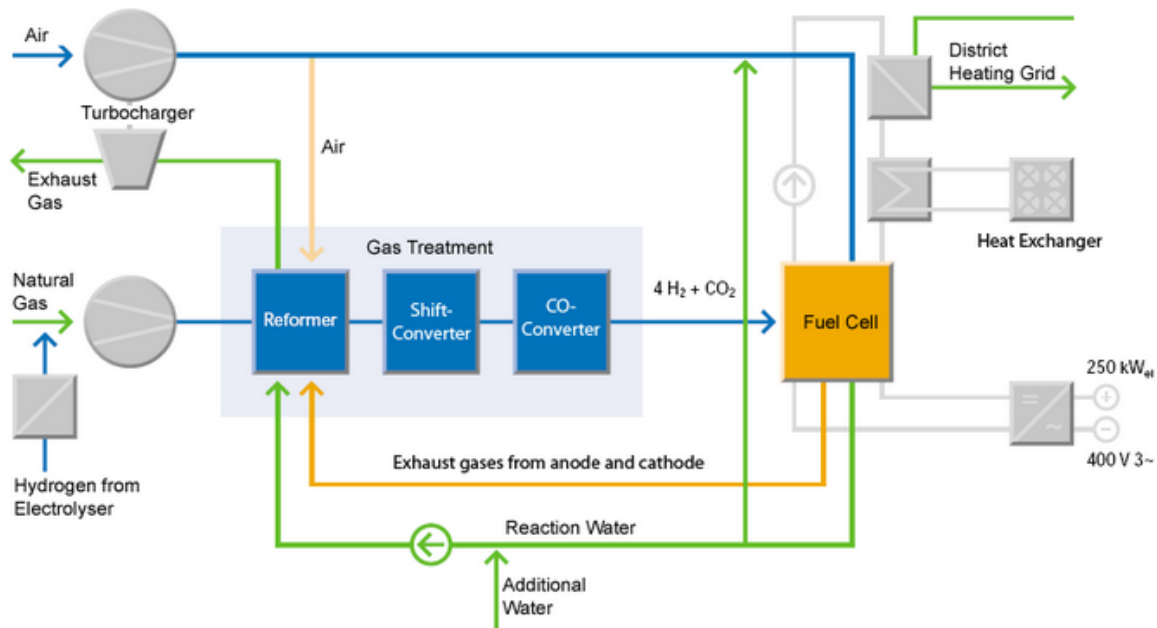 Air
Turbocharger
Exhaust
Gas
Air
District
Heating Grid
Heat Exchanger
Gas Treatment
Natural
Gas
Reformer
Shift-
Converter
CO-
Converter
4 H₂ + CO₂
Fuel Cell
250 kWₑₗ
+
−
=
~
400 V 3~
Hydrogen from
Electrolyser
Exhaust gases from anode and cathode
Reaction Water
Additional
Water